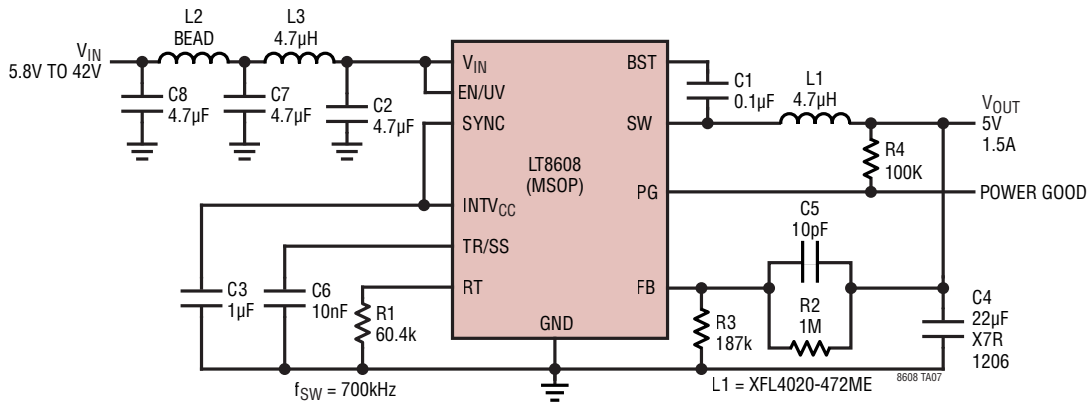 V_IN
5.8V TO 42V
L2
BEAD
L3
4.7µH
C8
4.7µF
C7
4.7µF
C2
4.7µF
V_IN
EN/UV
SYNC
INTV_CC
TR/SS
RT
LT8608
(MSOP)
GND
BST
SW
PG
FB
C1
0.1µF
L1
4.7µH
V_OUT
5V
1.5A
R4
100K
POWER GOOD
C5
10pF
R2
1M
R3
187k
C4
22µF
X7R
1206
C3
1µF
C6
10nF
R1
60.4k
f_SW = 700kHz
L1 = XFL4020-472ME
8608 TA07